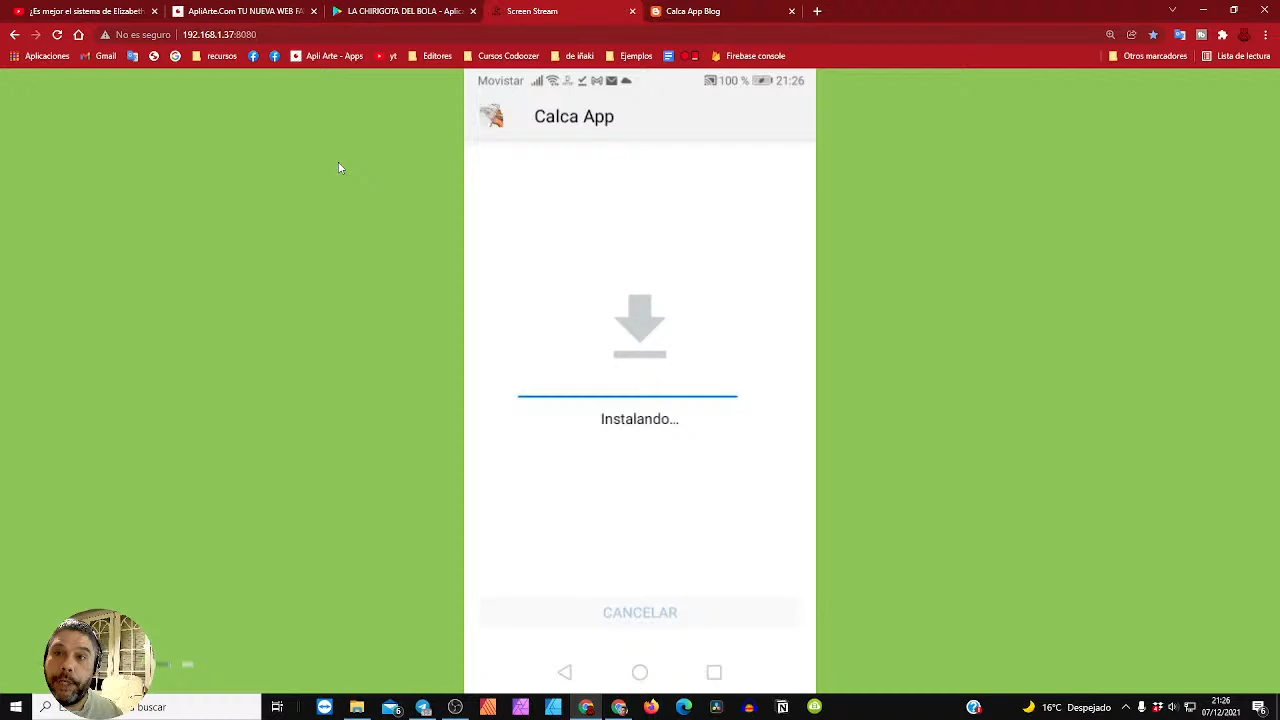 ¿Es mejor el sistema de Elizabet
ApliArte.Com TU NUEVA WEB FA
LA CHIRIGOTA DEL BOLA - Aplic
Screen Stream
Calca App Blog
No es seguro
192.168.1.37:8080
Aplicaciones
Gmail
recursos
Apli Arte - Apps
yt
Editores
Cursos Codoozer
de iñaki
Ejemplos
Firebase console
Otros marcadores
Lista de lectura
Movistar
100 %
21:26
Calca App
Instalando...
CANCELAR
buscar
16°C Despejado
21:26
07/12/2021